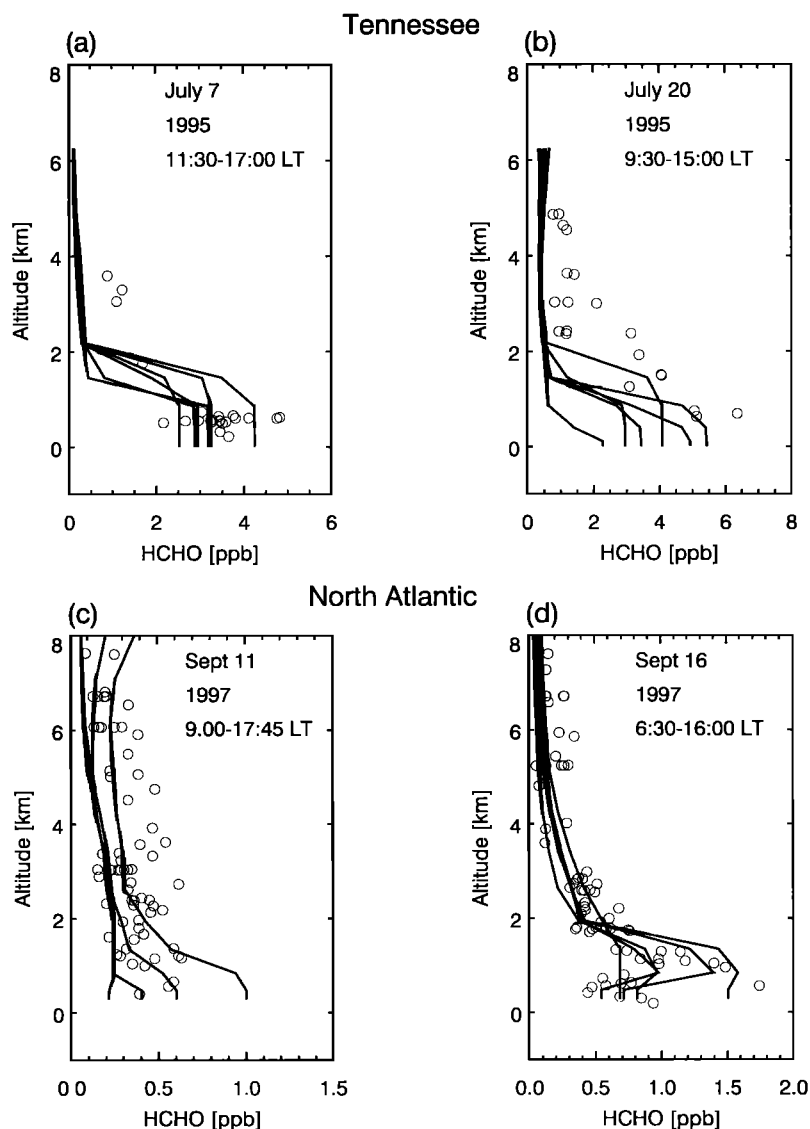 Tennessee
(a)
(b)
8
6
4
2
0
Altitude [km]
July 7
1995
11:30-17:00 LT
0 2 4 6
HCHO [ppb]
8
6
4
2
0
Altitude [km]
July 20
1995
9:30-15:00 LT
0 2 4 6 8
HCHO [ppb]
North Atlantic
(c)
(d)
8
6
4
2
0
Altitude [km]
Sept 11
1997
9.00-17:45 LT
0 0 0.5 1.0 1.5
HCHO [ppb]
8
6
4
2
0
Altitude [km]
Sept 16
1997
6:30-16:00 LT
0.0 0.5 1.0 1.5 2.0
HCHO [ppb]